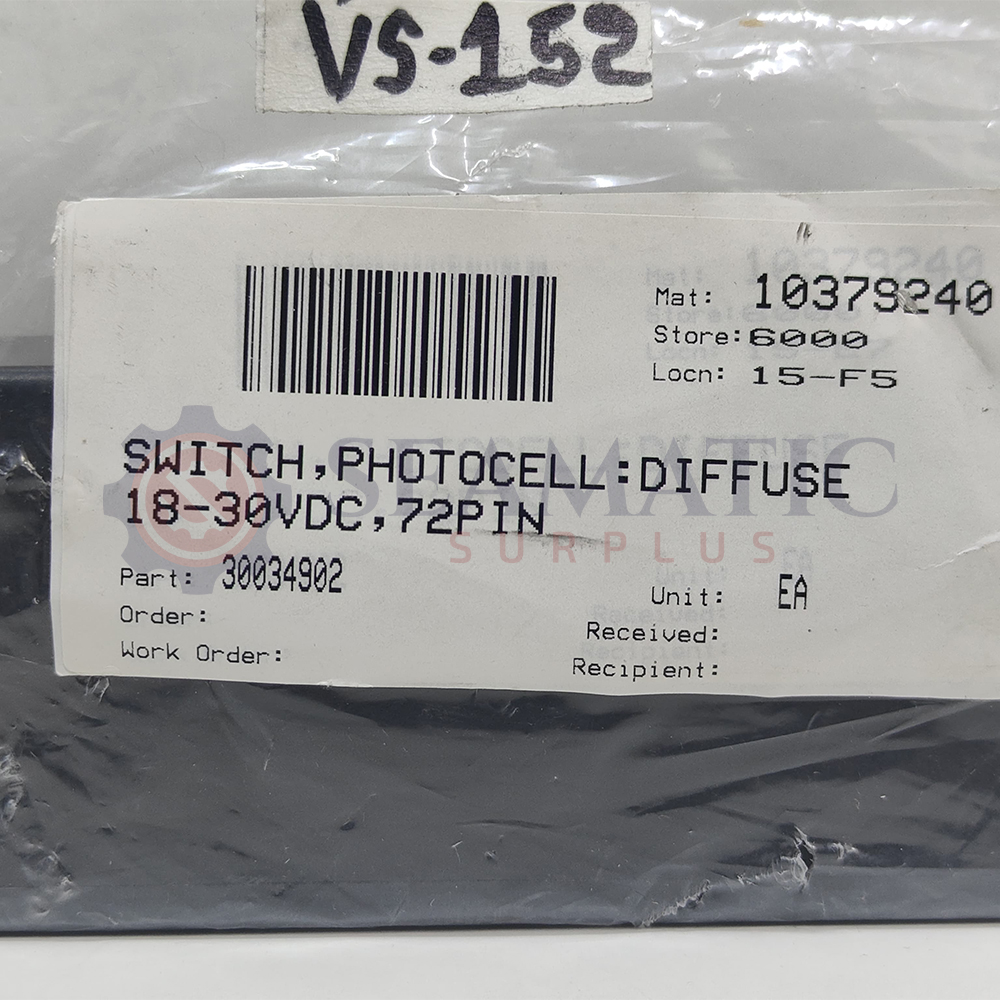 VS-152
Mat: 10379240
Store:6000
Locn: 15-F5
SWITCH,PHOTOCELL:DIFFUSE
18-30VDC,72PIN
SEAMATIC
SURPLUS
Part: 30034902
Unit: EA
Order:
Received:
Work Order:
Recipient: